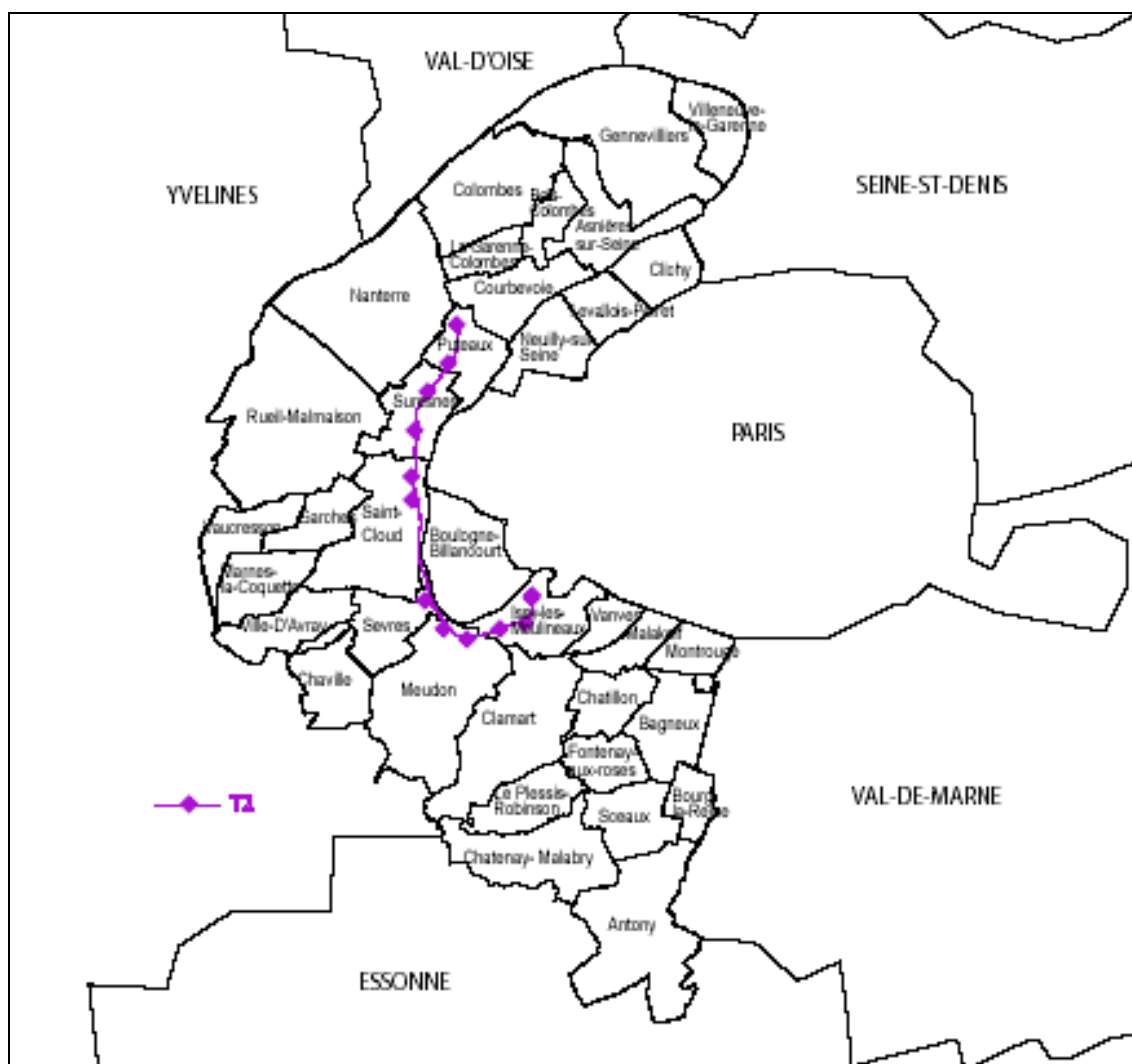 VAL-D'OISE
Villeneuve-
la-Garenne
Gennevilliers
YVELINES
SEINE-ST-DENIS
Colombes
Bois-
Colombes
Asnières
sur-Seine
La Garenne-
Colombes
Clichy
Courbevoie
Nanterre
Levallois-Perret
Puteaux
Neuilly-sur-
Seine
Suresnes
Rueil-Malmaison
PARIS
Saint-
Cloud
Garches
Vaucresson
Boulogne-
Billancourt
Marnes-
la-Coquette
Ville-D'Avray
Sevres
Issy-les-
Moulineaux
Vanves
Malakoff
Montrouge
Chaville
Meudon
Clamart
Chatillon
Bagneux
Fontenay-
aux-roses
Le Plessis-
Robinson
Sceaux
Bourg
la-Reine
VAL-DE-MARNE
T2
Chatenay- Malabry
Antony
ESSONNE